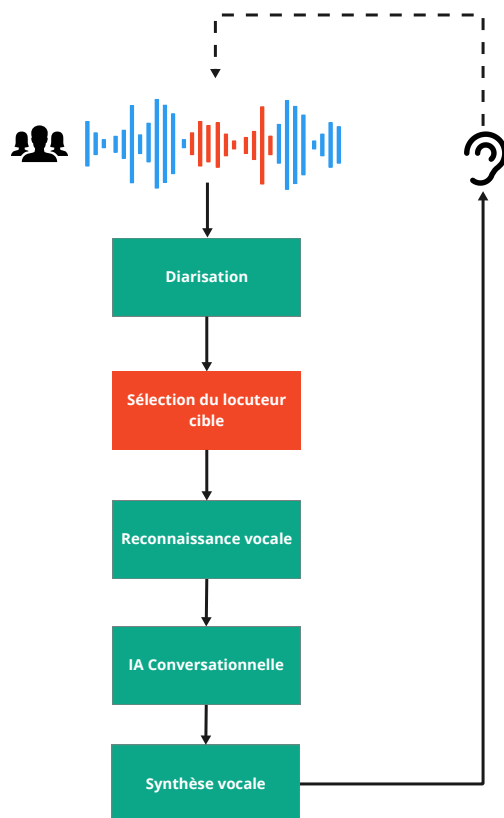 Diarisation
Sélection du locuteur
cible
Reconnaissance vocale
IA Conversationnelle
Synthèse vocale